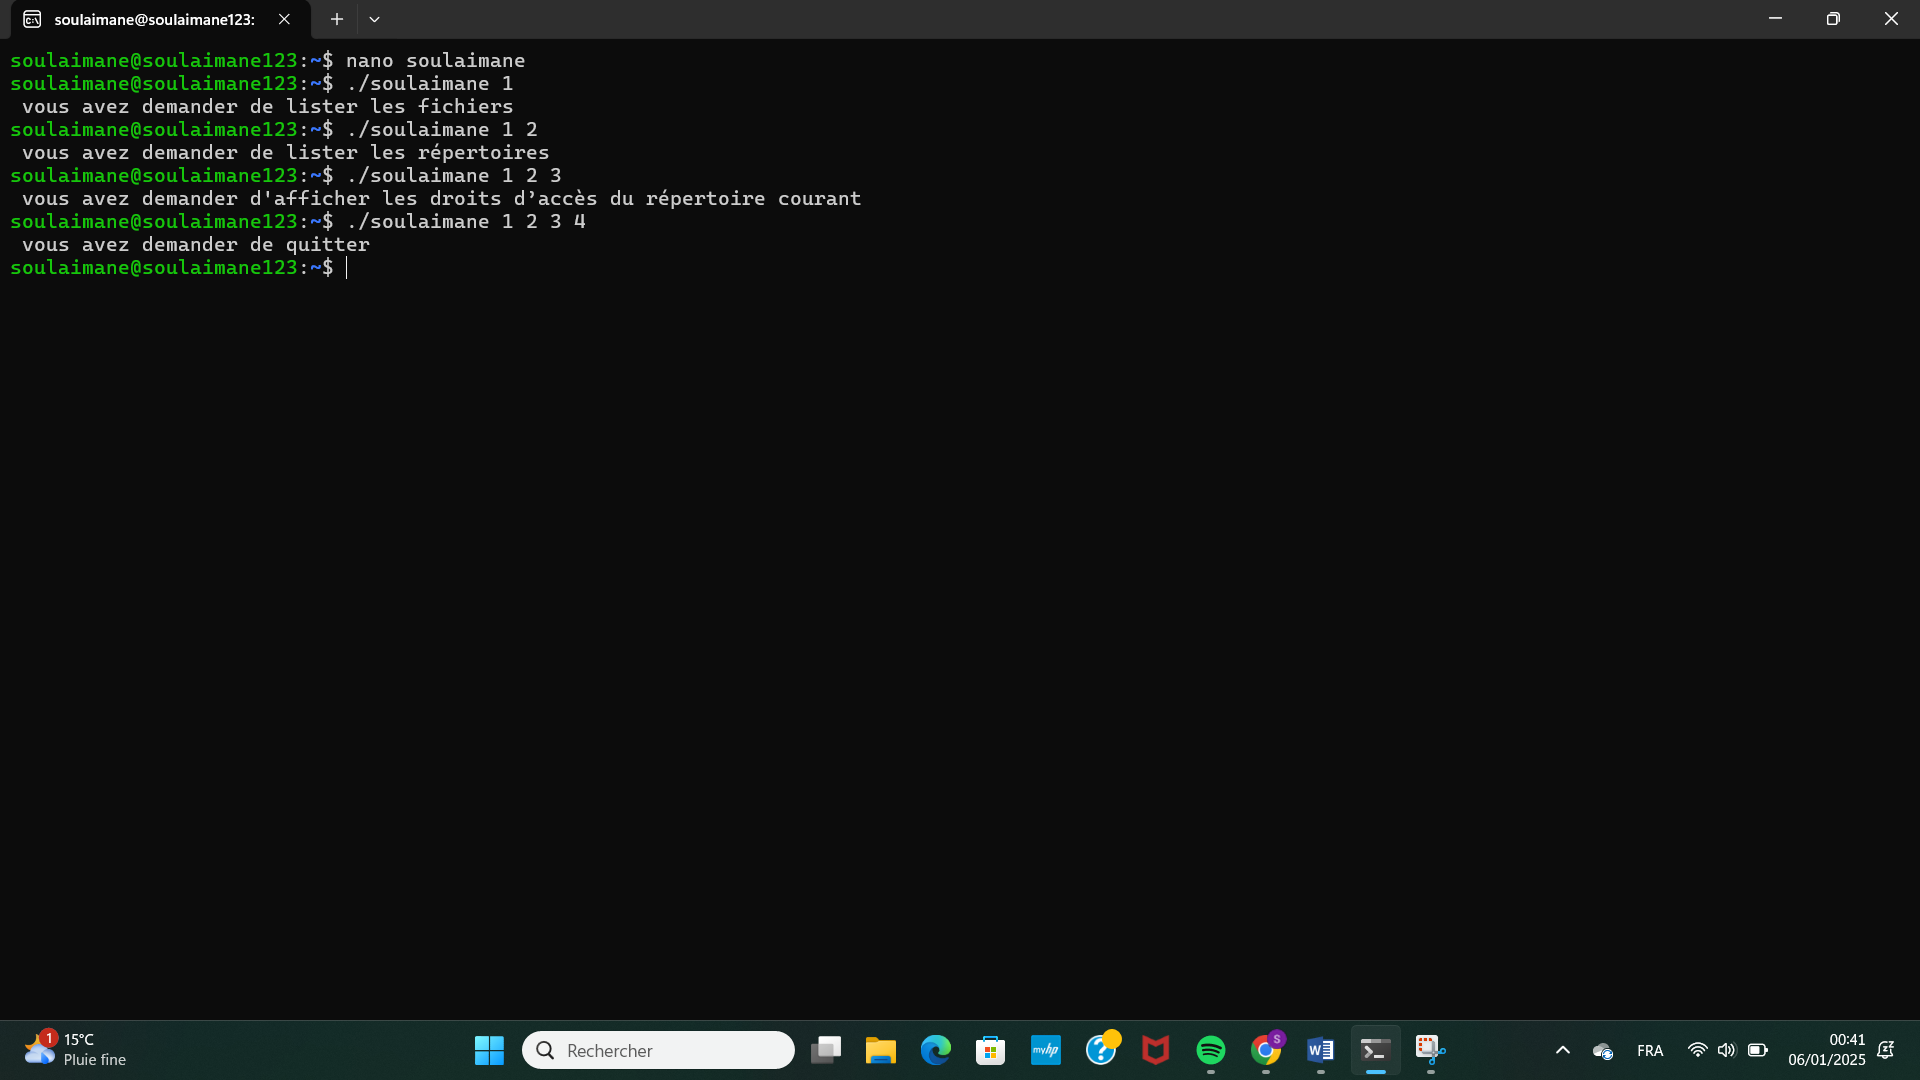 soulaimane@soulaimane123:
soulaimane@soulaimane123:~$ nano soulaimane
soulaimane@soulaimane123:~$ ./soulaimane 1
vous avez demander de lister les fichiers
soulaimane@soulaimane123:~$ ./soulaimane 1 2
vous avez demander de lister les répertoires
soulaimane@soulaimane123:~$ ./soulaimane 1 2 3
vous avez demander d'afficher les droits d’accès du répertoire courant
soulaimane@soulaimane123:~$ ./soulaimane 1 2 3 4
vous avez demander de quitter
soulaimane@soulaimane123:~$
1
15°C
Pluie fine
Rechercher
myhp
S
W
FRA
00:41
06/01/2025